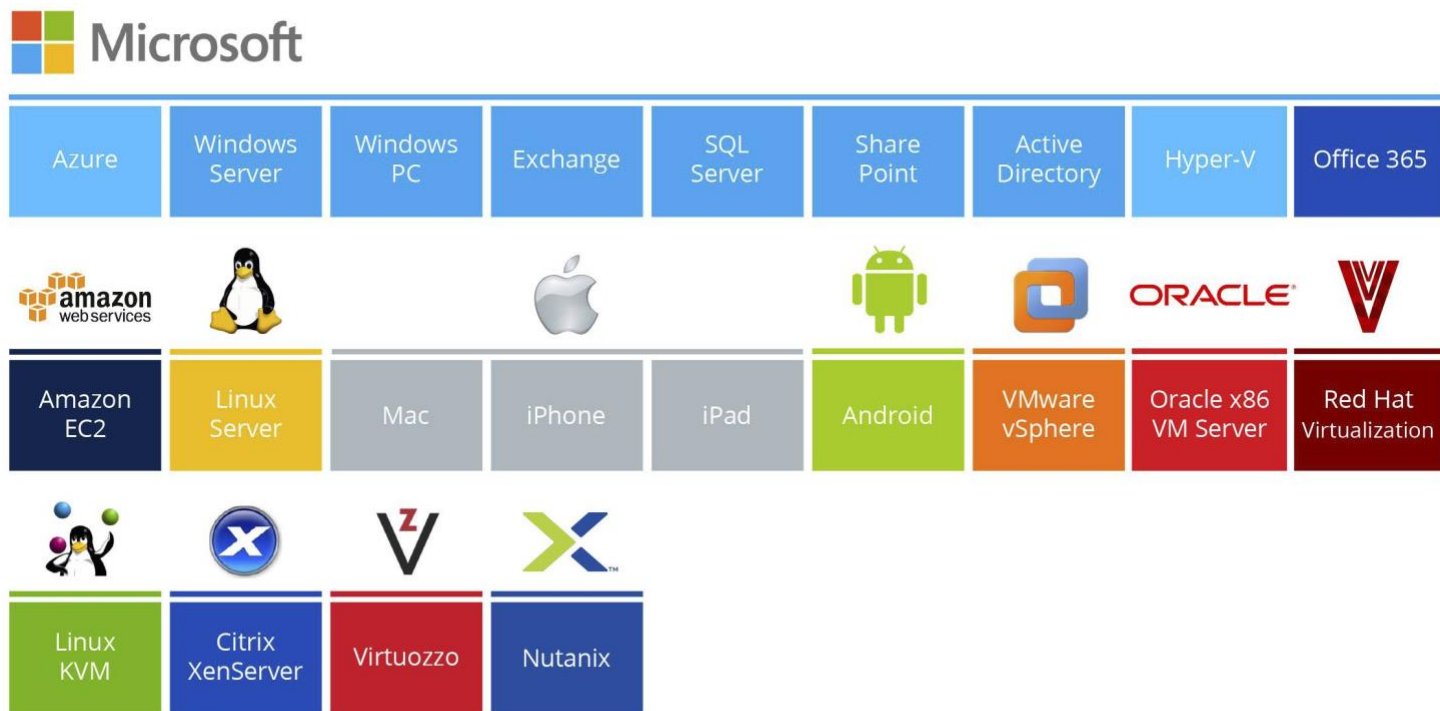 Microsoft
Azure
Windows
Server
Windows
PC
Exchange
SQL
Server
Share
Point
Active
Directory
Hyper-V
Office 365
amazon
web services
ORACLE®
Amazon
EC2
Linux
Server
Mac
iPhone
iPad
Android
VMware
vSphere
Oracle x86
VM Server
Red Hat
Virtualization
Linux
KVM
Citrix
XenServer
Virtuozzo
Nutanix
X
Z
V
TM